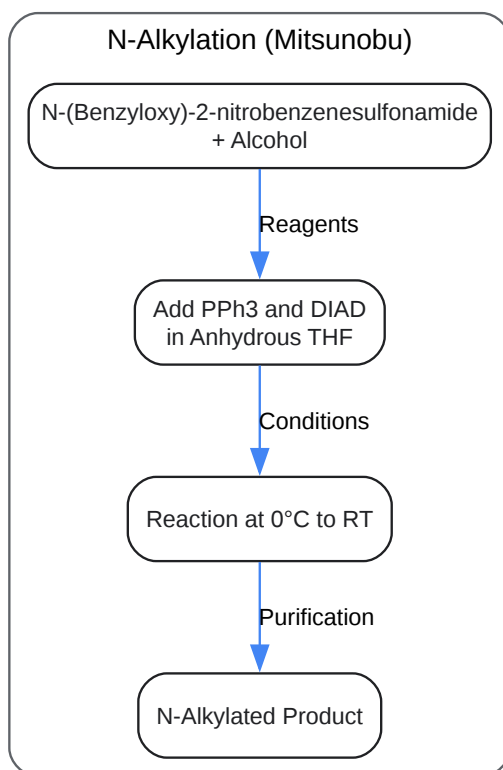 N-Alkylation (Mitsunobu)
N-(Benzyloxy)-2-nitrobenzenesulfonamide
+ Alcohol
Reagents
Add PPh3 and DIAD
in Anhydrous THF
Conditions
Reaction at 0°C to RT
Purification
N-Alkylated Product